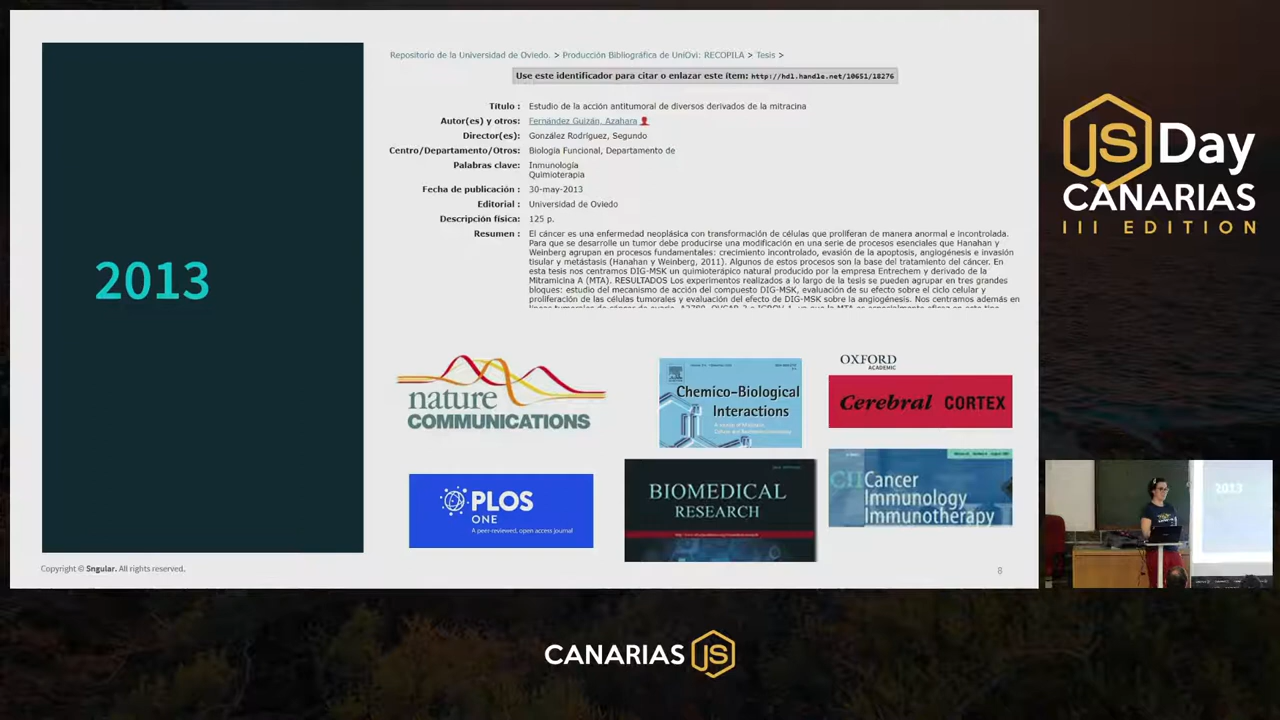 2013
Repositorio de la Universidad de Oviedo. > Producción Bibliográfica de UniOvi: RECOPILA > Tesis >
Use este identificador para citar o enlazar este ítem: http://hdl.handle.net/10651/18276
Título : Estudio de la acción antitumoral de diversos derivados de la mitracina
Autor(es) y otros: Fernández Guizán, Azahara
Director(es): González Rodríguez, Segundo
Centro/Departamento/Otros: Biología Funcional, Departamento de
Palabras clave: Inmunología
Quimioterapia
Fecha de publicación : 30-may-2013
Editorial : Universidad de Oviedo
Descripción física: 125 p.
Resumen : El cáncer es una enfermedad neoplásica con transformación de células que proliferan de manera anormal e incontrolada.
Para que se desarrolle un tumor debe producirse una modificación en una serie de procesos esenciales que Hanahan y
Weinberg agrupan en procesos fundamentales: crecimiento incontrolado, evasión de la apoptosis, angiogénesis e invasión
tisular y metástasis (Hanahan y Weinberg, 2011). Algunos de estos procesos son la base del tratamiento del cáncer. En
esta tesis nos centramos DIG-MSK un quimioterápico natural producido por la empresa Entrechem y derivado de la
Mitramicina A (MTA). RESULTADOS Los experimentos realizados a lo largo de la tesis se pueden agrupar en tres grandes
bloques: estudio del mecanismo de acción del compuesto DIG-MSK, evaluación de su efecto sobre el ciclo celular y
proliferación de las células tumorales y evaluación del efecto de DIG-MSK sobre la angiogénesis. Nos centramos además en
nature
COMMUNICATIONS
Chemico-Biological
Interactions
OXFORD
ACADEMIC
Cerebral CORTEX
PLOS
ONE
A peer-reviewed, open access journal
BIOMEDICAL
RESEARCH
CII Cancer
Immunology
Immunotherapy
Copyright © Sngular. All rights reserved.
8
JS Day
CANARIAS
III EDITION
2013
CANARIAS JS